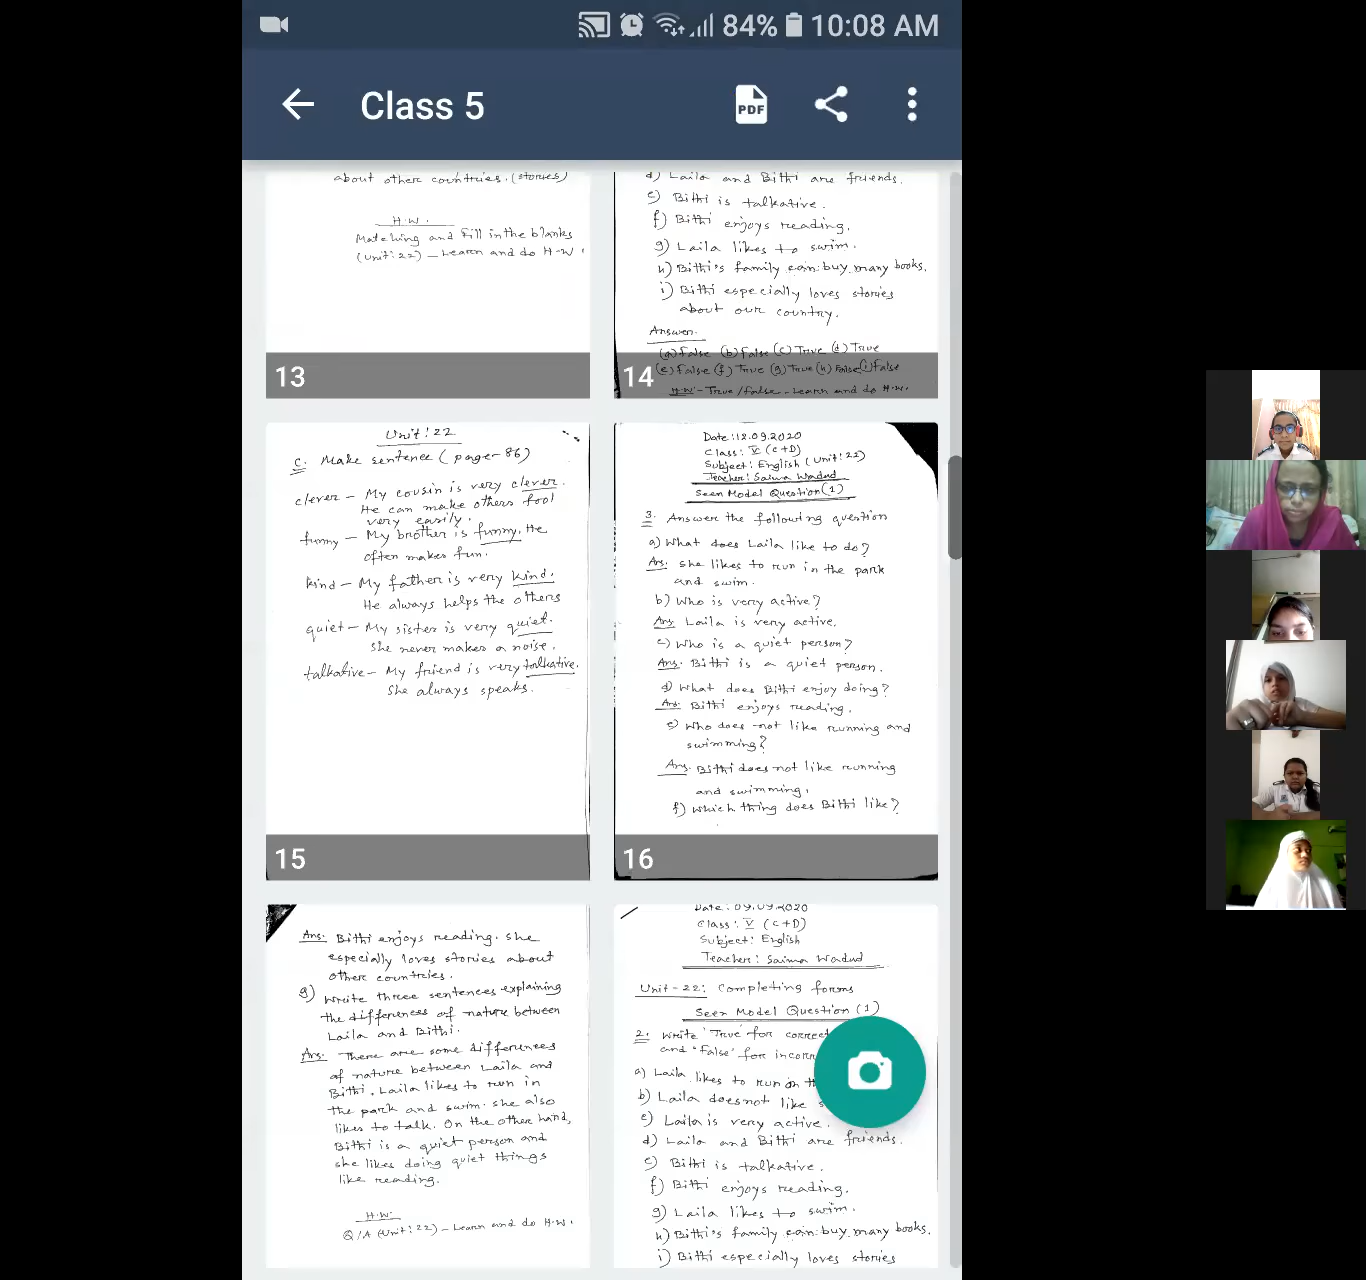 84% 10:08 AM
Class 5
PDF
about other countries. (stories)
H.W.
Matching and fill in the blanks
(Unit: 22) – Learn and do H.W.
13
d) Laila and Bithi are friends.
e) Bithi is talkative.
f) Bithi enjoys reading.
g) Laila likes to swim.
h) Bithi's family can buy many books.
i) Bithi especially loves stories
about our country.
Answer.
(a) False (b) False (c) True (d) True
(e) False (f) True (g) True (h) False (i) False
H.W – True/False – Learn and do H.W.
14
Unit: 22
C. Make sentence (page-86)
clever – My cousin is very clever.
He can make others fool
very easily.
funny – My brother is funny. He
often makes fun.
kind – My father is very kind.
He always helps the others
quiet – My sister is very quiet.
She never makes a noise.
talkative – My friend is very talkative.
She always speaks.
15
Date: 12.09.2020
Class: V (C+D)
Subject: English (Unit: 22)
Teacher: Saima Wadud
Seen Model Question (1)
3. Answer the following question
a) What does Laila like to do?
Ans. She likes to run in the park
and swim.
b) Who is very active?
Ans Laila is very active.
c) Who is a quiet person?
Ans. Bithi is a quiet person.
d) What does Bithi enjoy doing?
Ans. Bithi enjoys reading.
e) Who does not like running and
swimming?
Ans. Bithi does not like running
and swimming.
f) Which thing does Bithi like?
16
Ans. Bithi enjoys reading. She
especially loves stories about
other countries.
g) Write three sentences explaining
the differences of nature between
Laila and Bithi.
Ans. There are some differences
of nature between Laila and
Bithi. Laila likes to run in
the park and swim. She also
likes to talk. On the other hand,
Bithi is a quiet person and
she likes doing quiet things
like reading.
H.W.
Q/A (Unit: 22) – Learn and do H.W.
Date: 09.09.2020
Class: V (C+D)
Subject: English
Teacher: Saima Wadud
Unit-22: Completing forms
Seen Model Question (1)
2. Write 'True' for correct
and "False" for
a) Laila likes to run in
b) Laila does not like
c) Laila is very active.
d) Laila and Bithi are friends.
e) Bithi is talkative.
f) Bithi enjoys reading.
g) Laila likes to swim.
h) Bithi's family can buy many books.
i) Bithi especially loves stories